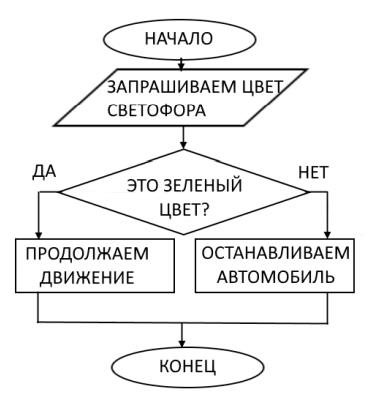 НАЧАЛО
ЗАПРАШИВАЕМ ЦВЕТ
СВЕТОФОРА
ДА
НЕТ
ЭТО ЗЕЛЕНЫЙ
ЦВЕТ?
ПРОДОЛЖАЕМ
ДВИЖЕНИЕ
ОСТАНАВЛИВАЕМ
АВТОМОБИЛЬ
КОНЕЦ